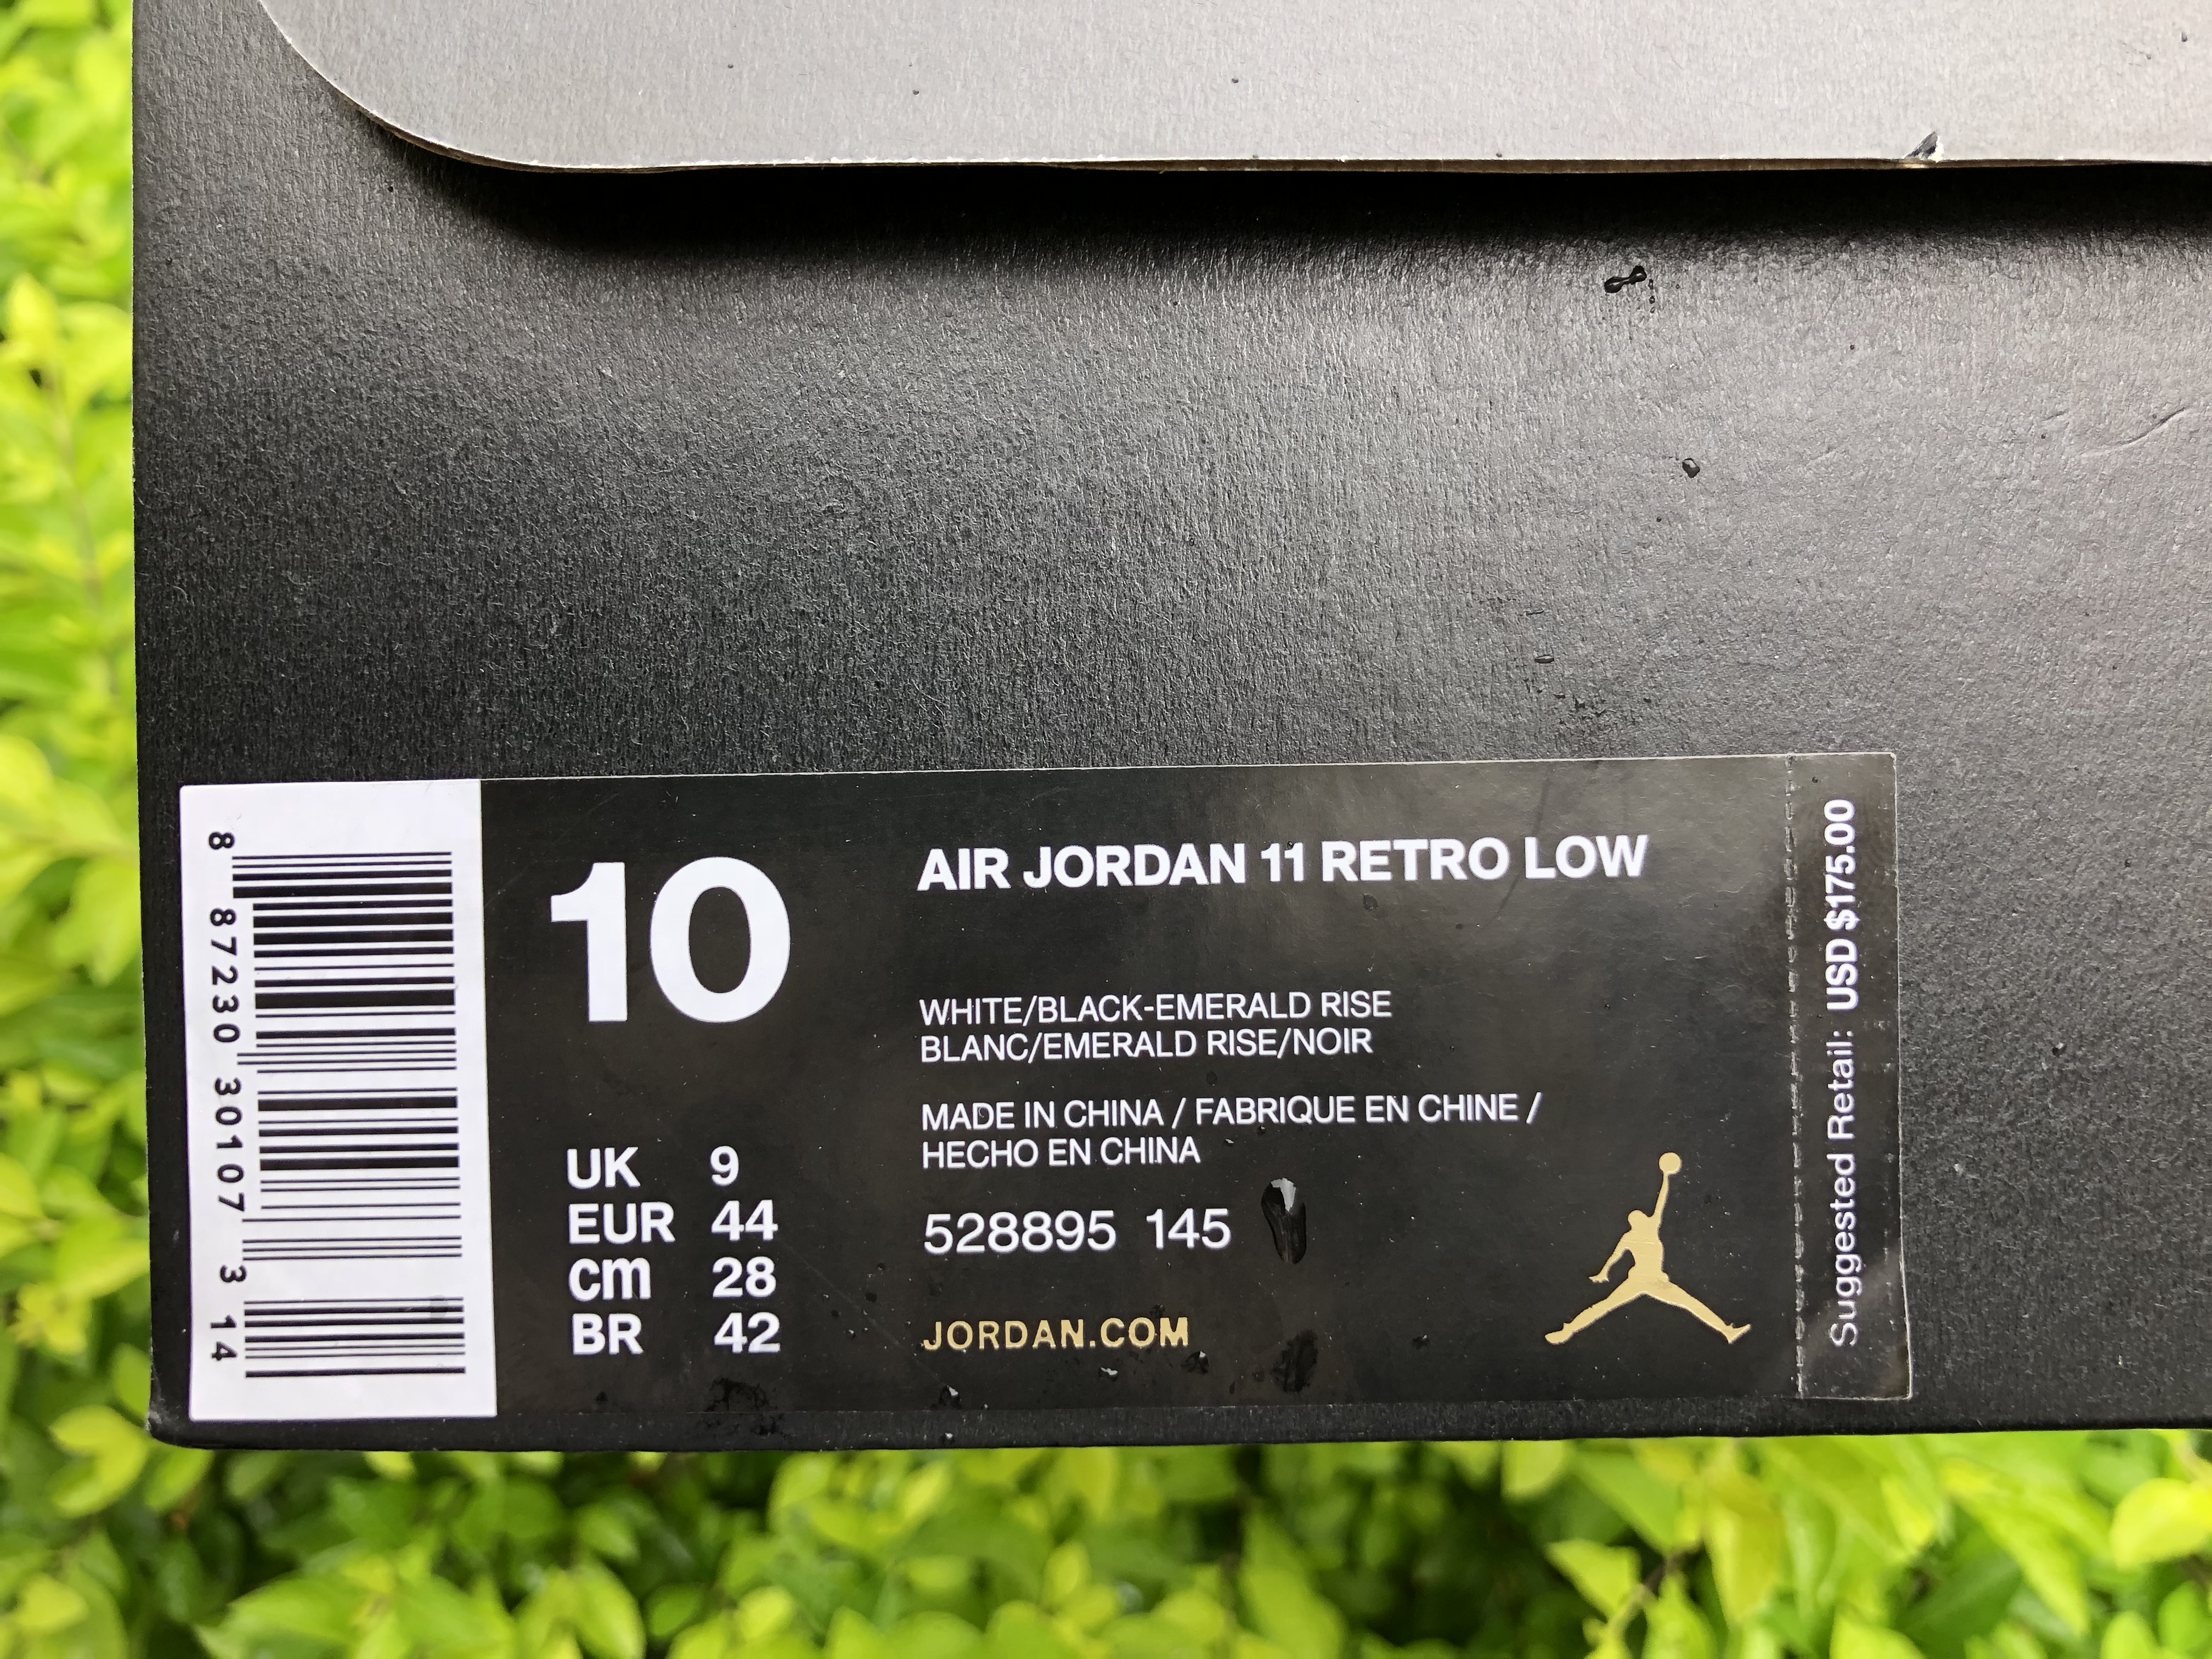 8 87230 30107 3 14
10
UK 9
EUR 44
cm 28
BR 42
AIR JORDAN 11 RETRO LOW
WHITE/BLACK-EMERALD RISE
BLANC/EMERALD RISE/NOIR
MADE IN CHINA / FABRIQUE EN CHINE /
HECHO EN CHINA
528895 145
JORDAN.COM
Suggested Retail: USD $175.00